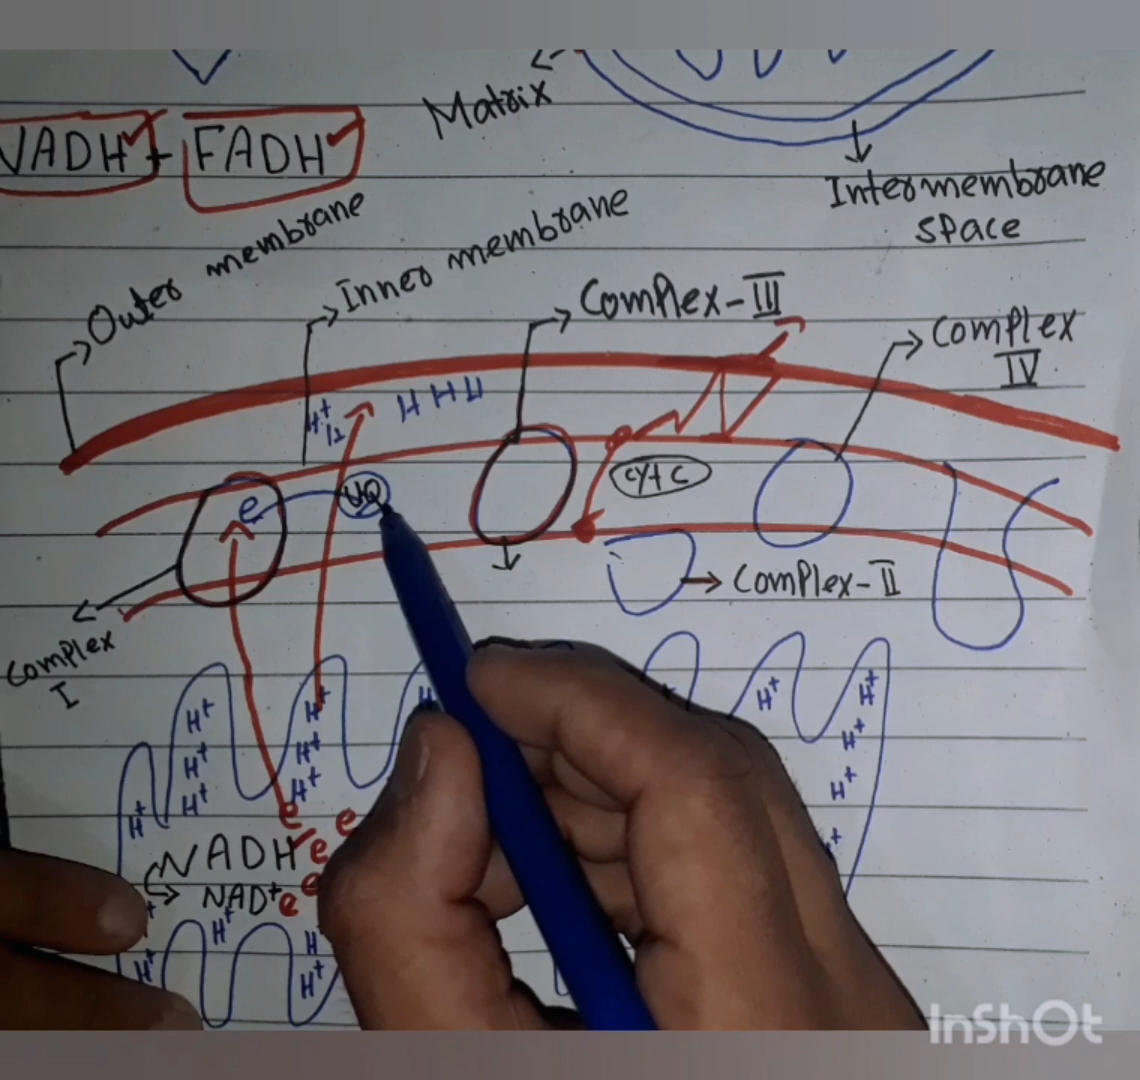 Matrix
NADH + FADH
Intermembrane
space
Outer membrane
Inner membrane
Complex-III
Complex
IV
H+
H H H
e
UQ
cyt c
Complex-II
Complex
I
H+ H+ H+ H+
H+ H+ H+
H+ H+ H+
H+
e
e
NADH e
NAD+ e e
H+ H+
H+ H+
InShOt